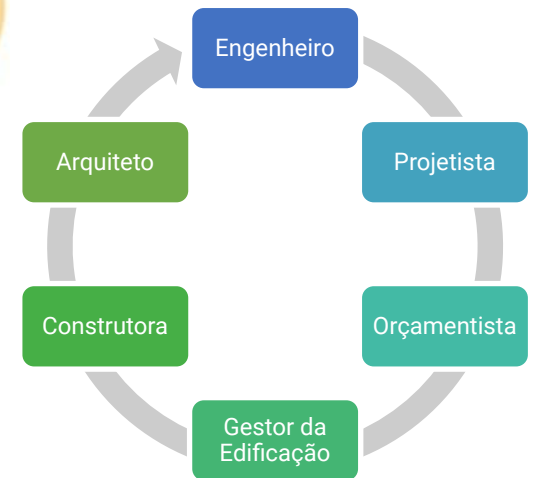 Engenheiro
Projetista
Orçamentista
Gestor da
Edificação
Construtora
Arquiteto